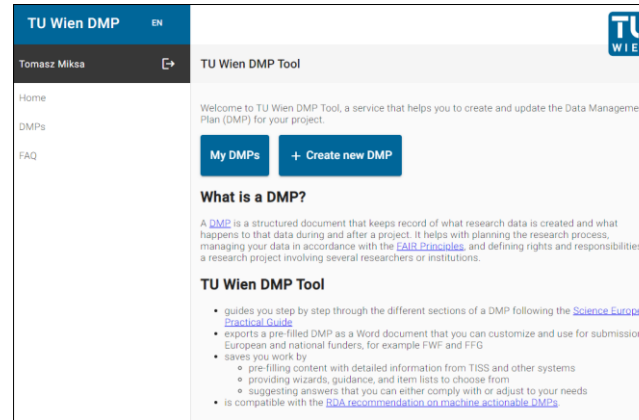 TU Wien DMP EN
TU
WIE
Tomasz Miksa
TU Wien DMP Tool
Home
DMPs
FAQ
Welcome to TU Wien DMP Tool, a service that helps you to create and update the Data Manageme
Plan (DMP) for your project.
My DMPs
+ Create new DMP
What is a DMP?
A DMP is a structured document that keeps record of what research data is created and what
happens to that data during and after a project. It helps with planning the research process,
managing your data in accordance with the FAIR Principles, and defining rights and responsibilities
a research project involving several researchers or institutions.
TU Wien DMP Tool
• guides you step by step through the different sections of a DMP following the Science Europe
Practical Guide
• exports a pre-filled DMP as a Word document that you can customize and use for submission
European and national funders, for example FWF and FFG
• saves you work by
pre-filling content with detailed information from TISS and other systems
providing wizards, guidance, and item lists to choose from
suggesting answers that you can either comply with or adjust to your needs
• is compatible with the RDA recommendation on machine actionable DMPs.